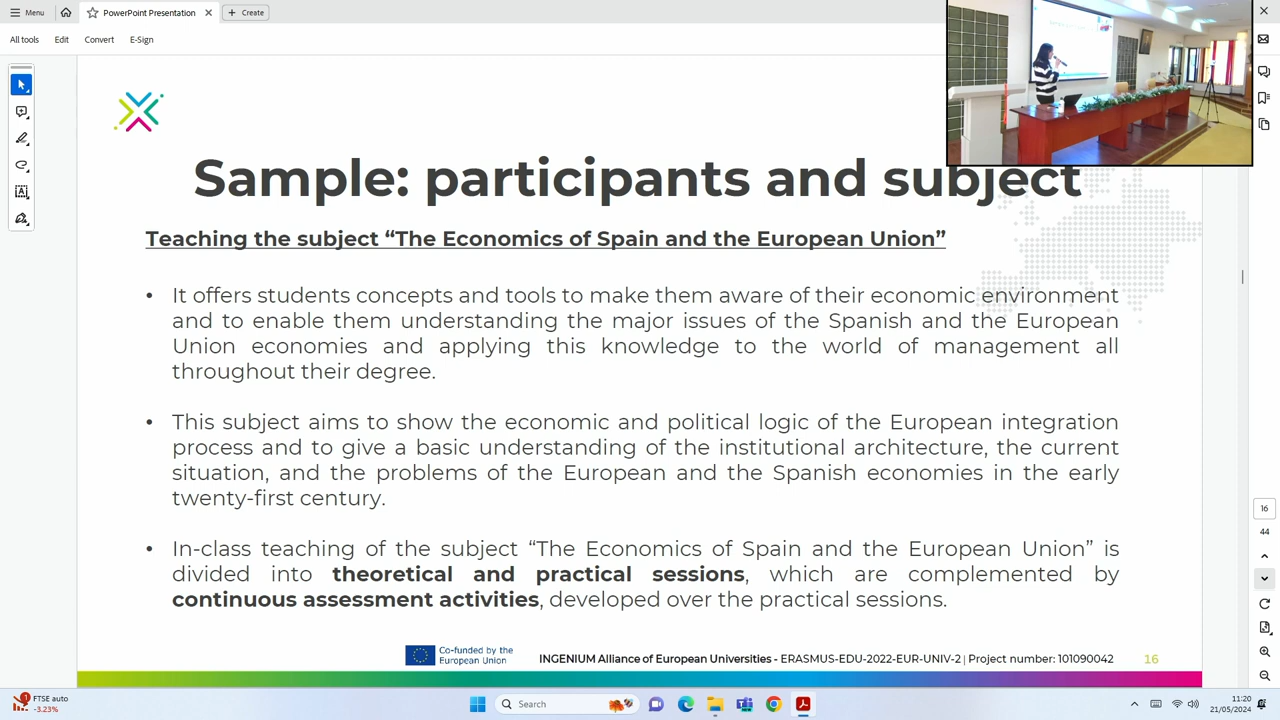 Menu
PowerPoint Presentation
Create
All tools
Edit
Convert
E-Sign
Sample: participants and subject
Teaching the subject “The Economics of Spain and the European Union”
• It offers students concepts and tools to make them aware of their economic environment
and to enable them understanding the major issues of the Spanish and the European
Union economies and applying this knowledge to the world of management all
throughout their degree.
• This subject aims to show the economic and political logic of the European integration
process and to give a basic understanding of the institutional architecture, the current
situation, and the problems of the European and the Spanish economies in the early
twenty-first century.
• In-class teaching of the subject “The Economics of Spain and the European Union” is
divided into theoretical and practical sessions, which are complemented by
continuous assessment activities, developed over the practical sessions.
Co-funded by the
European Union
INGENIUM Alliance of European Universities - ERASMUS-EDU-2022-EUR-UNIV-2 | Project number: 101090042
16
16
44
FTSE auto
-3.23%
Search
11:20
21/05/2024